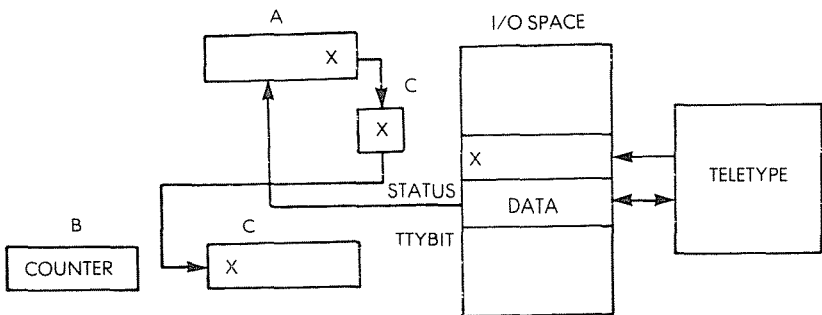 A
I/O SPACE
X
C
X
X
TELETYPE
STATUS
DATA
B
C
TTYBIT
COUNTER
X